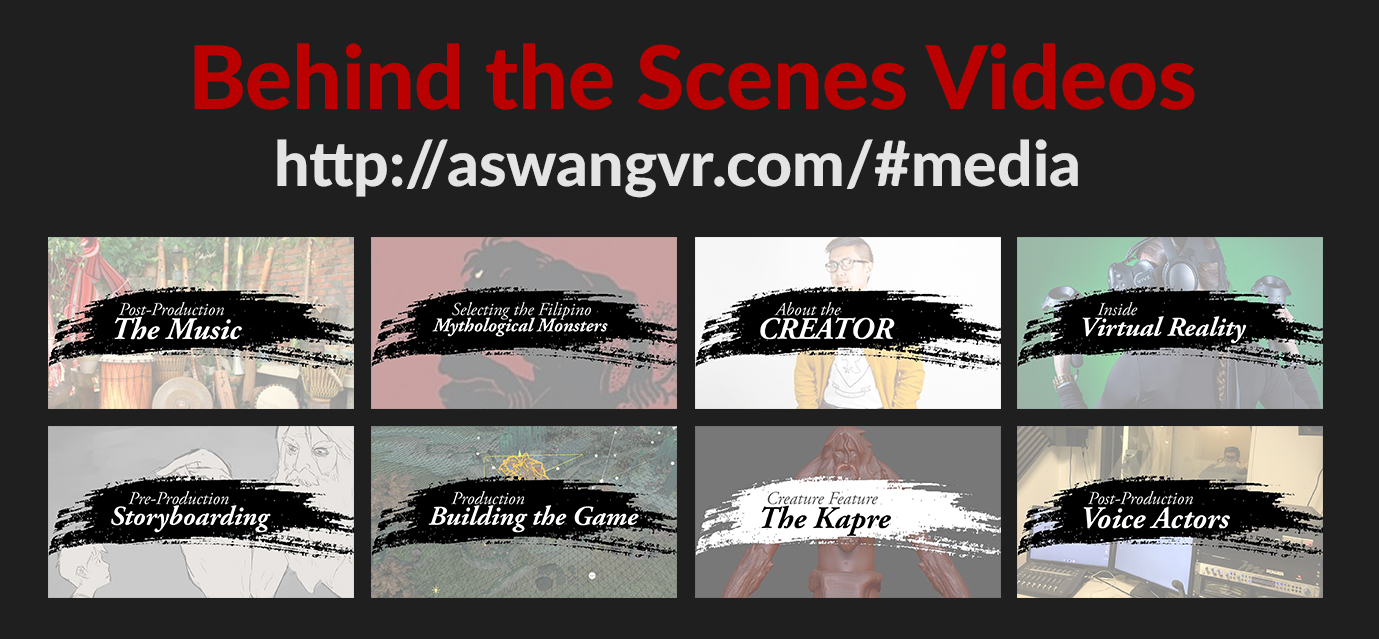 Behind the Scenes Videos
http://aswangvr.com/#media
Post-Production
The Music
Selecting the Filipino
Mythological Monsters
About the
CREATOR
Inside
Virtual Reality
Pre-Production
Storyboarding
Production
Building the Game
Creature Feature
The Kapre
Post-Production
Voice Actors